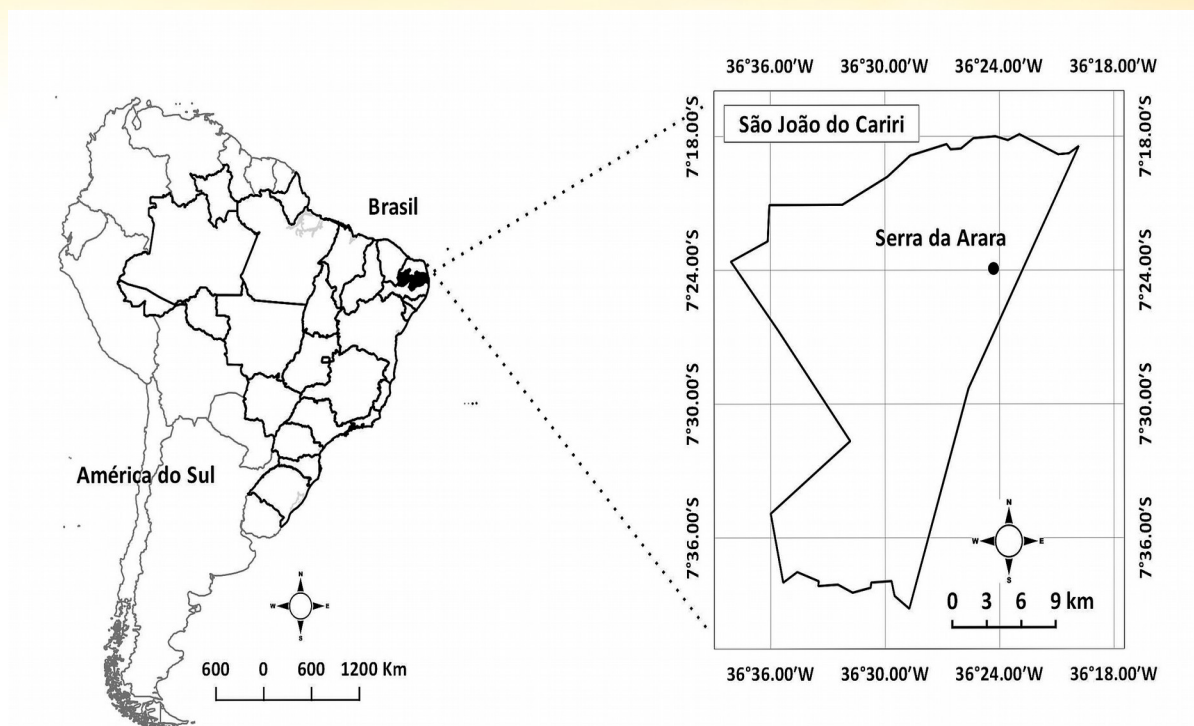 Brasil
América do Sul
N
W
E
S
600 0 600 1200 Km
36°36.00'W 36°30.00'W 36°24.00'W 36°18.00'W
São João do Cariri
7°18.00'S
7°18.00'S
Serra da Arara
7°24.00'S
7°24.00'S
7°30.00'S
7°30.00'S
7°36.00'S
7°36.00'S
N
W
E
S
0 3 6 9 km
36°36.00'W 36°30.00'W 36°24.00'W 36°18.00'W